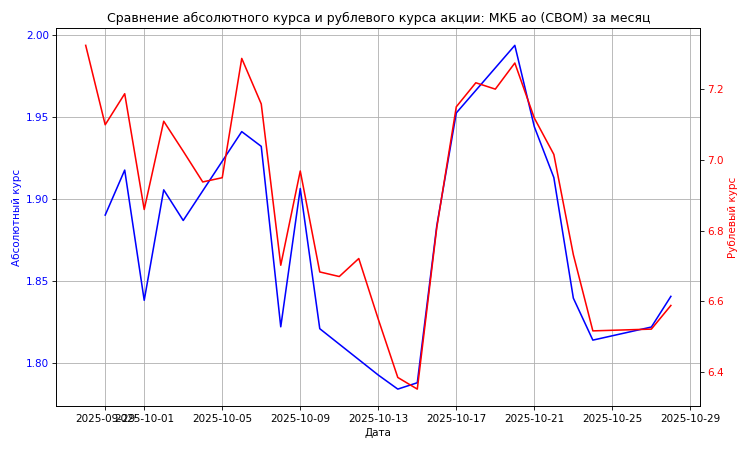 Сравнение абсолютного курса и рублевого курса акции: МКБ ао (CBOM) за месяц
2.00
1.95
1.90
1.85
1.80
Абсолютный курс
7.2
7.0
6.8
6.6
6.4
Рублевый курс
2025-09-29 2025-10-01 2025-10-05 2025-10-09 2025-10-13 2025-10-17 2025-10-21 2025-10-25 2025-10-29
Дата